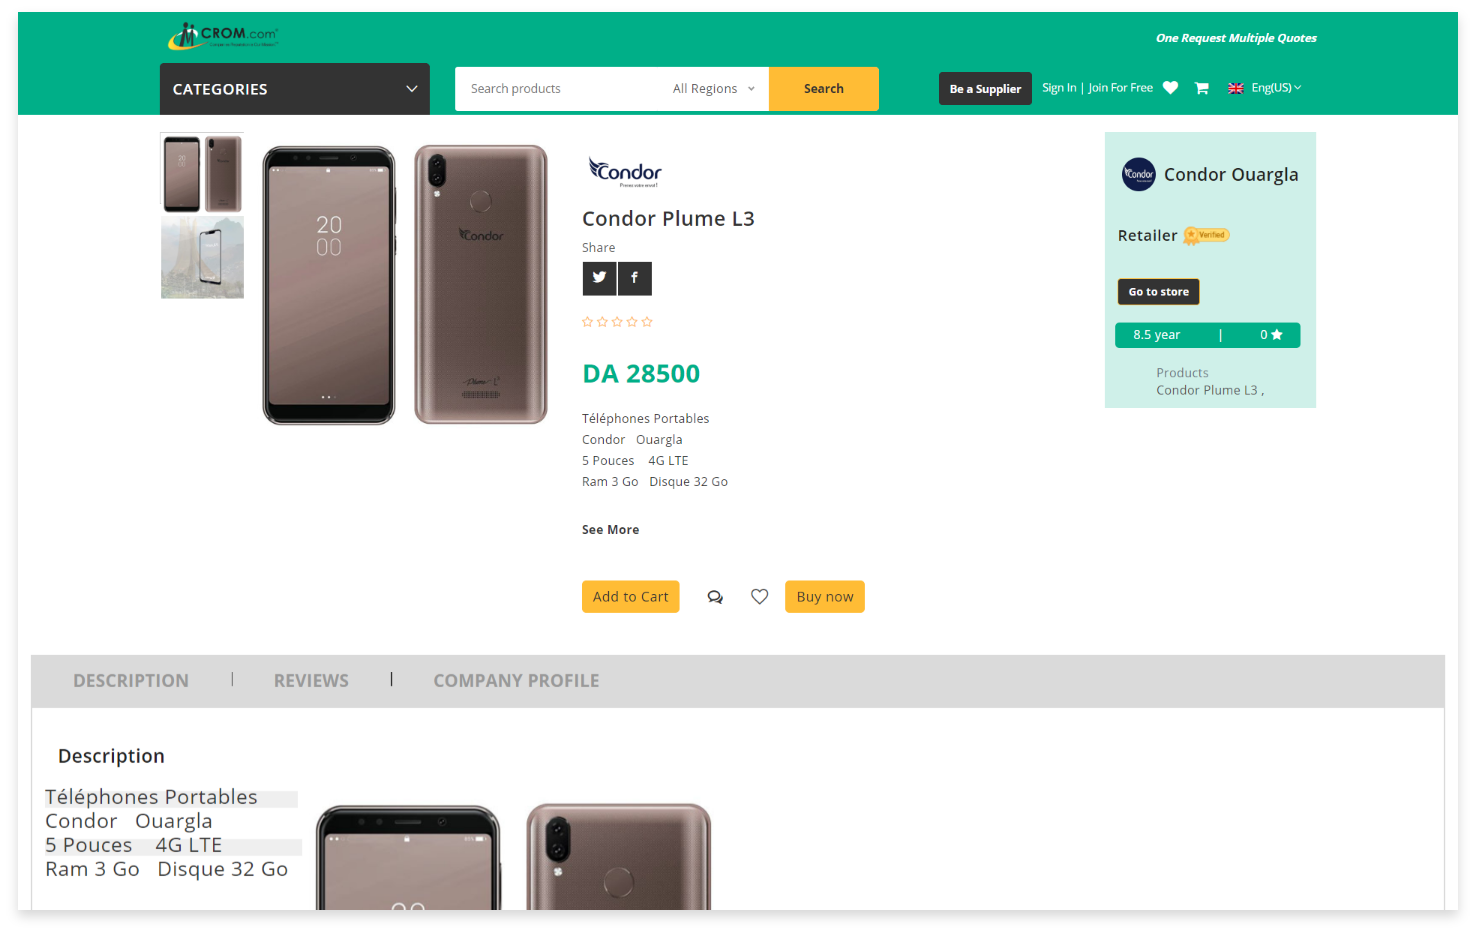 CROM.com
One Request Multiple Quotes
CATEGORIES
Search products
All Regions
Search
Be a Supplier
Sign In | Join For Free
Eng(US)
Condor
Condor Plume L3
Share
DA 28500
Téléphones Portables
Condor Ouargla
5 Pouces 4G LTE
Ram 3 Go Disque 32 Go
See More
Add to Cart
Buy now
20
00
Condor
Condor
Condor Ouargla
Retailer
Verified
Go to store
8.5 year | 0
Products
Condor Plume L3 ,
DESCRIPTION | REVIEWS | COMPANY PROFILE
Description
Téléphones Portables
Condor Ouargla
5 Pouces 4G LTE
Ram 3 Go Disque 32 Go